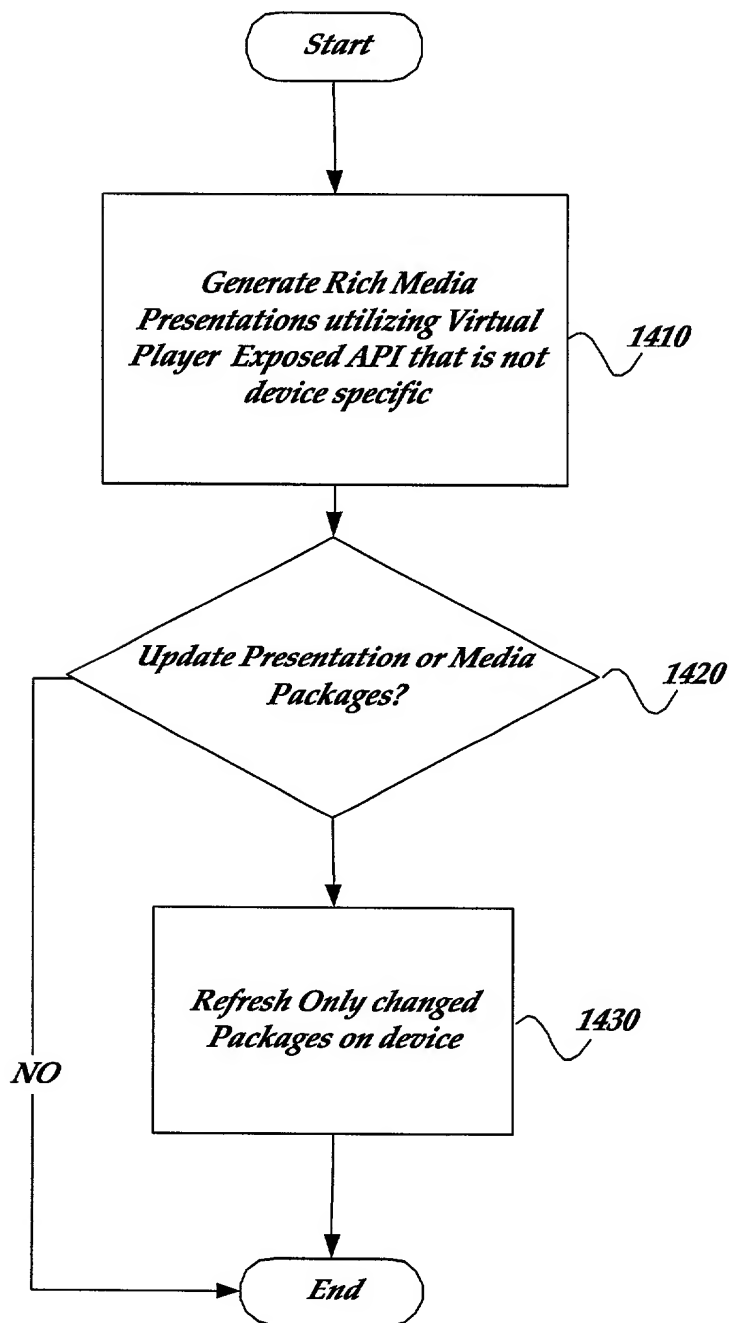 Start
Generate Rich Media
Presentations utilizing Virtual
Player Exposed API that is not
device specific
1410
Update Presentation or Media
Packages?
1420
Refresh Only changed
Packages on device
1430
NO
End